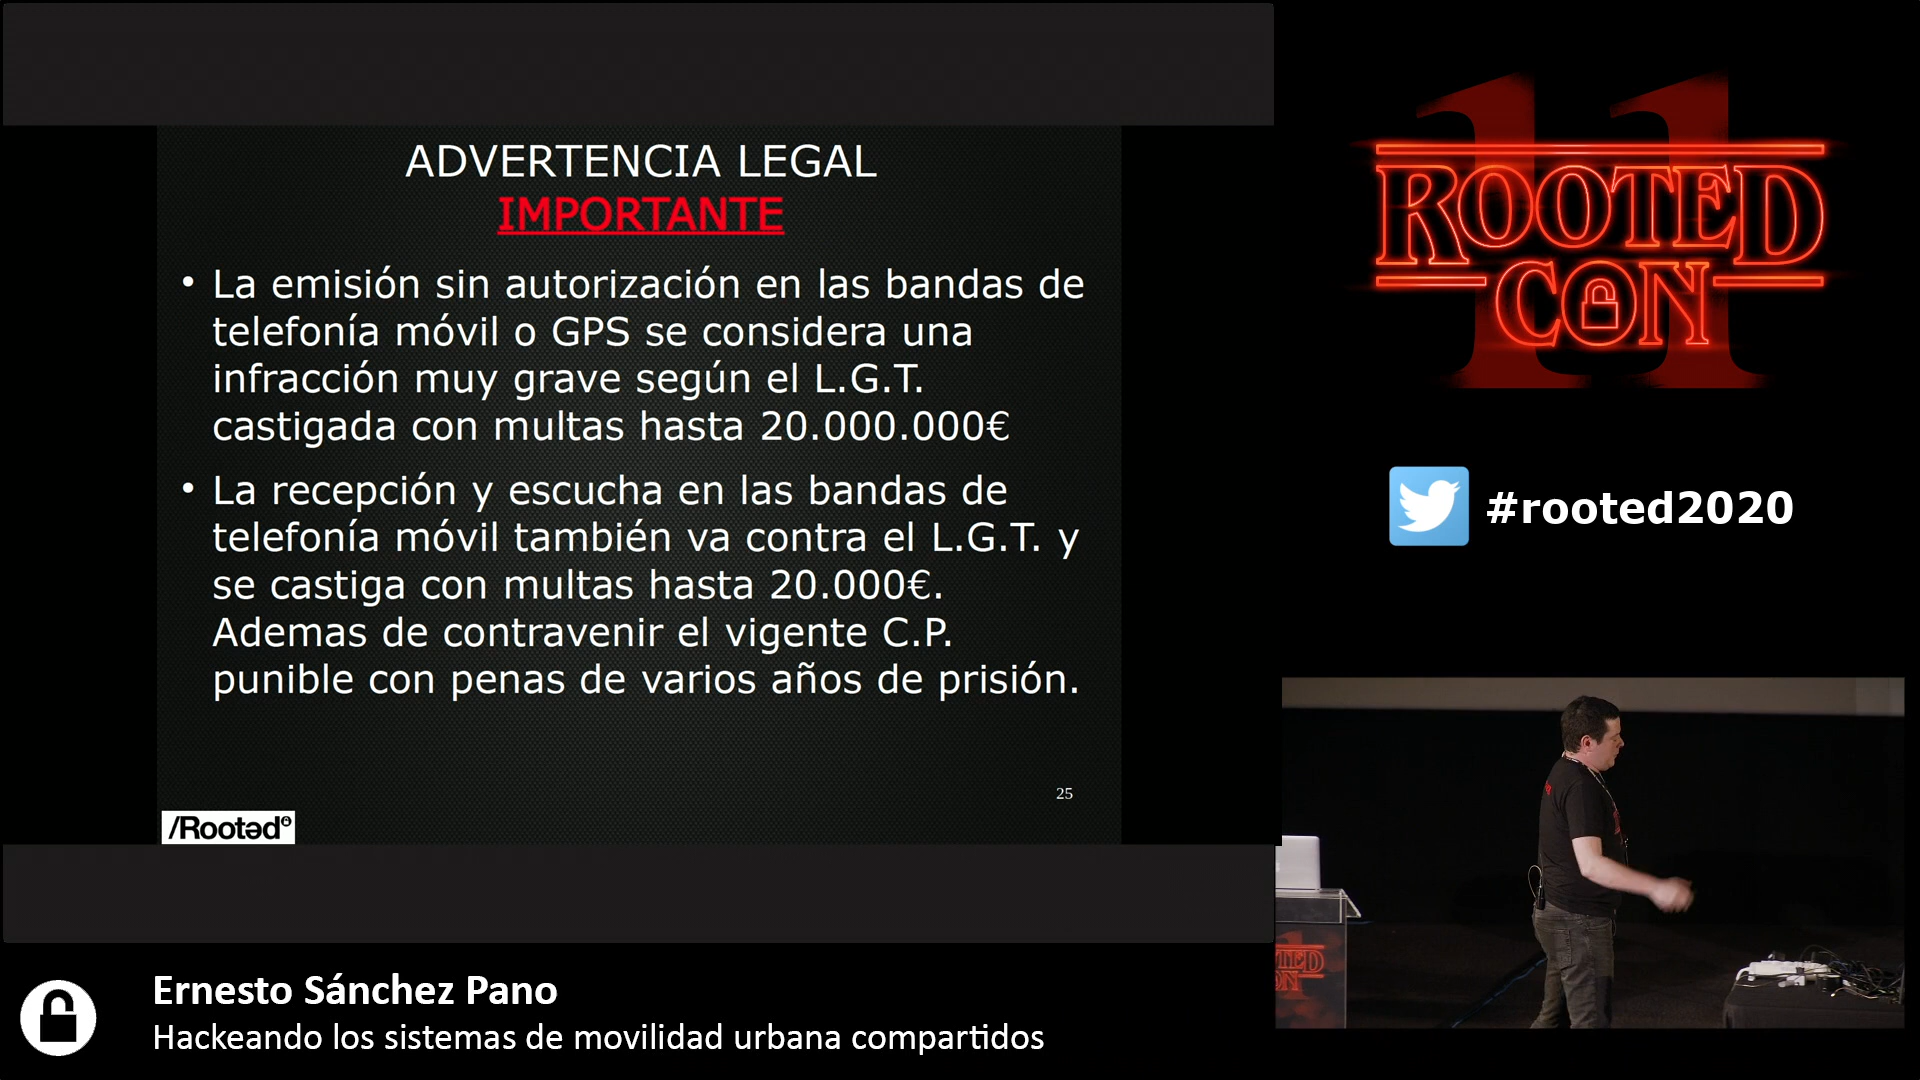 ADVERTENCIA LEGAL
IMPORTANTE
• La emisión sin autorización en las bandas de
telefonía móvil o GPS se considera una
infracción muy grave según el L.G.T.
castigada con multas hasta 20.000.000€
• La recepción y escucha en las bandas de
telefonía móvil también va contra el L.G.T. y
se castiga con multas hasta 20.000€.
Ademas de contravenir el vigente C.P.
punible con penas de varios años de prisión.
25
/Rooted
11
ROOTED
CON
#rooted2020
Ernesto Sánchez Pano
Hackeando los sistemas de movilidad urbana compartidos